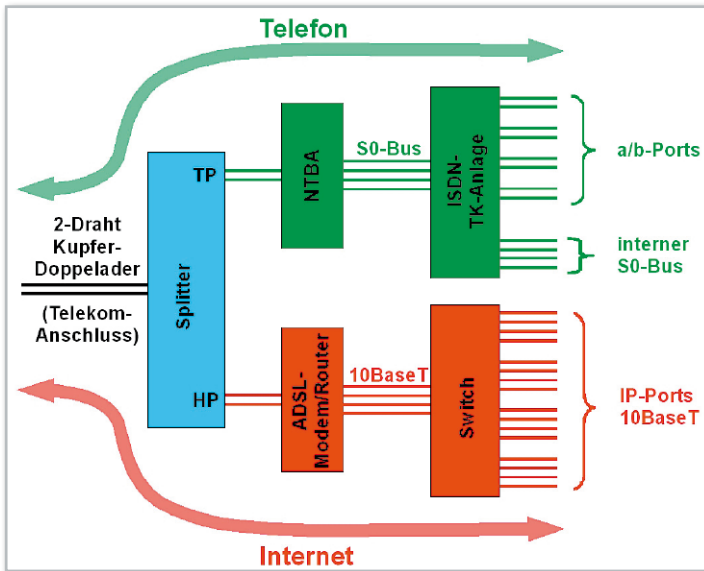 Telefon
TP
NTBA
S0-Bus
ISDN-
TK-Anlage
a/b-Ports
interner
S0-Bus
2-Draht
Kupfer-
Doppelader
(Telekom-
Anschluss)
Splitter
HP
ADSL-
Modem/Router
10BaseT
Switch
IP-Ports
10BaseT
Internet